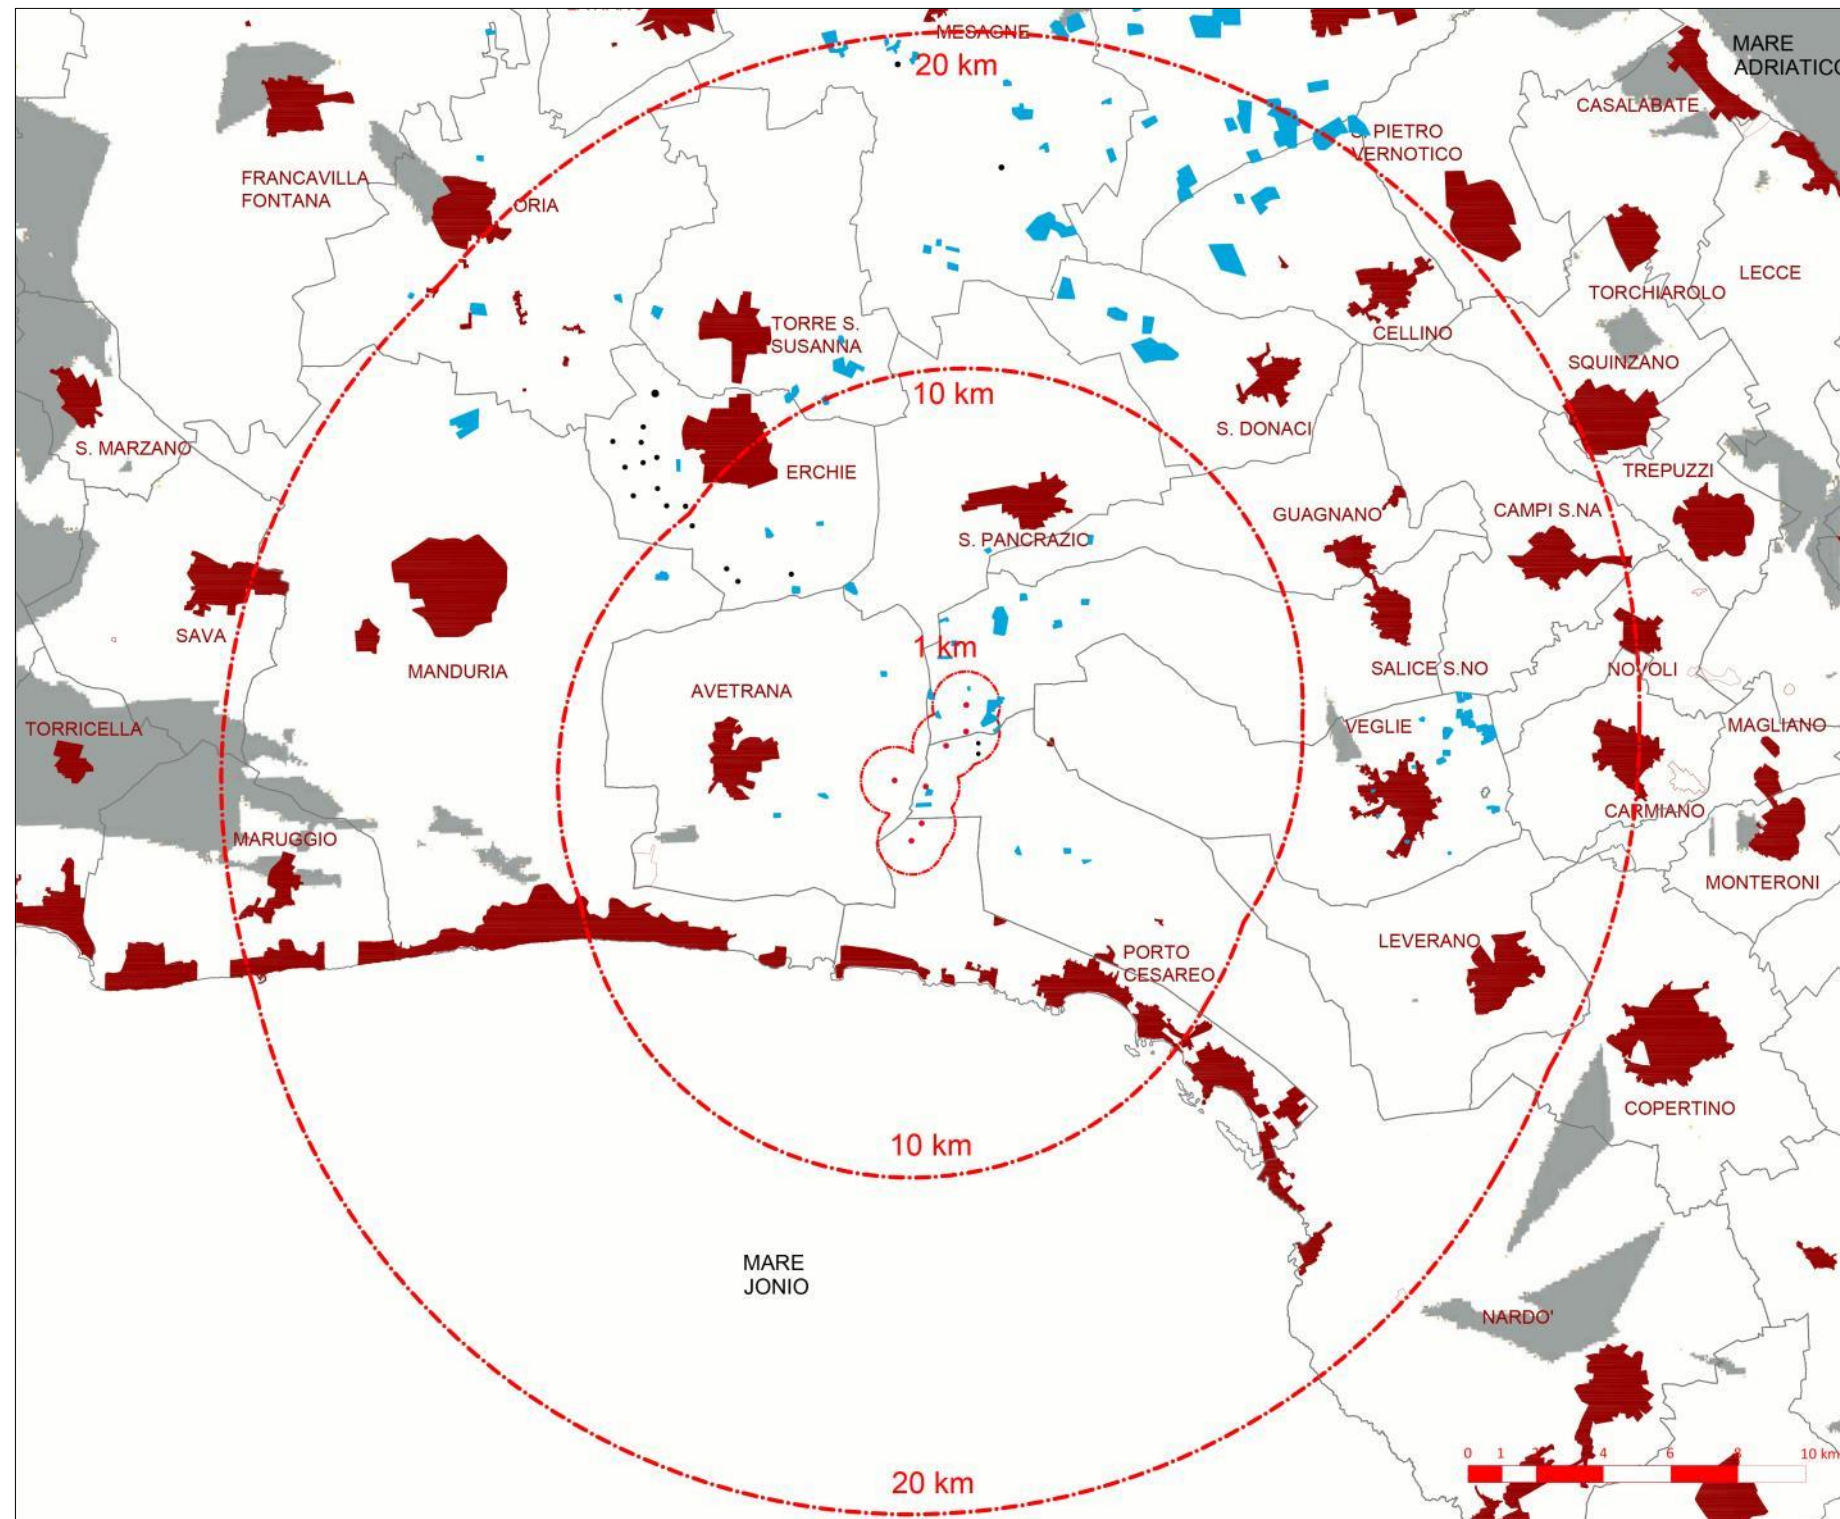 MESAGNE
MARE
ADRIATICO
20 km
CASALABATE
S. PIETRO
VERNOTICO
FRANCAVILLA
FONTANA
ORIA
LECCE
TORCHIAROLO
TORRE S.
SUSANNA
CELLINO
SQUINZANO
10 km
S. DONACI
S. MARZANO
ERCHIE
TREPUZZI
GUAGNANO
CAMPI S.NA
S. PANCRAZIO
SAVA
1 km
MANDURIA
SALICE S.NO
NOVOLI
AVETRANA
TORRICELLA
VEGLIE
MAGLIANO
CARMIANO
MARUGGIO
MONTERONI
LEVERANO
PORTO
CESAREO
COPERTINO
10 km
MARE
JONIO
NARDO'
0 1 2 4 6 8 10 km
20 km